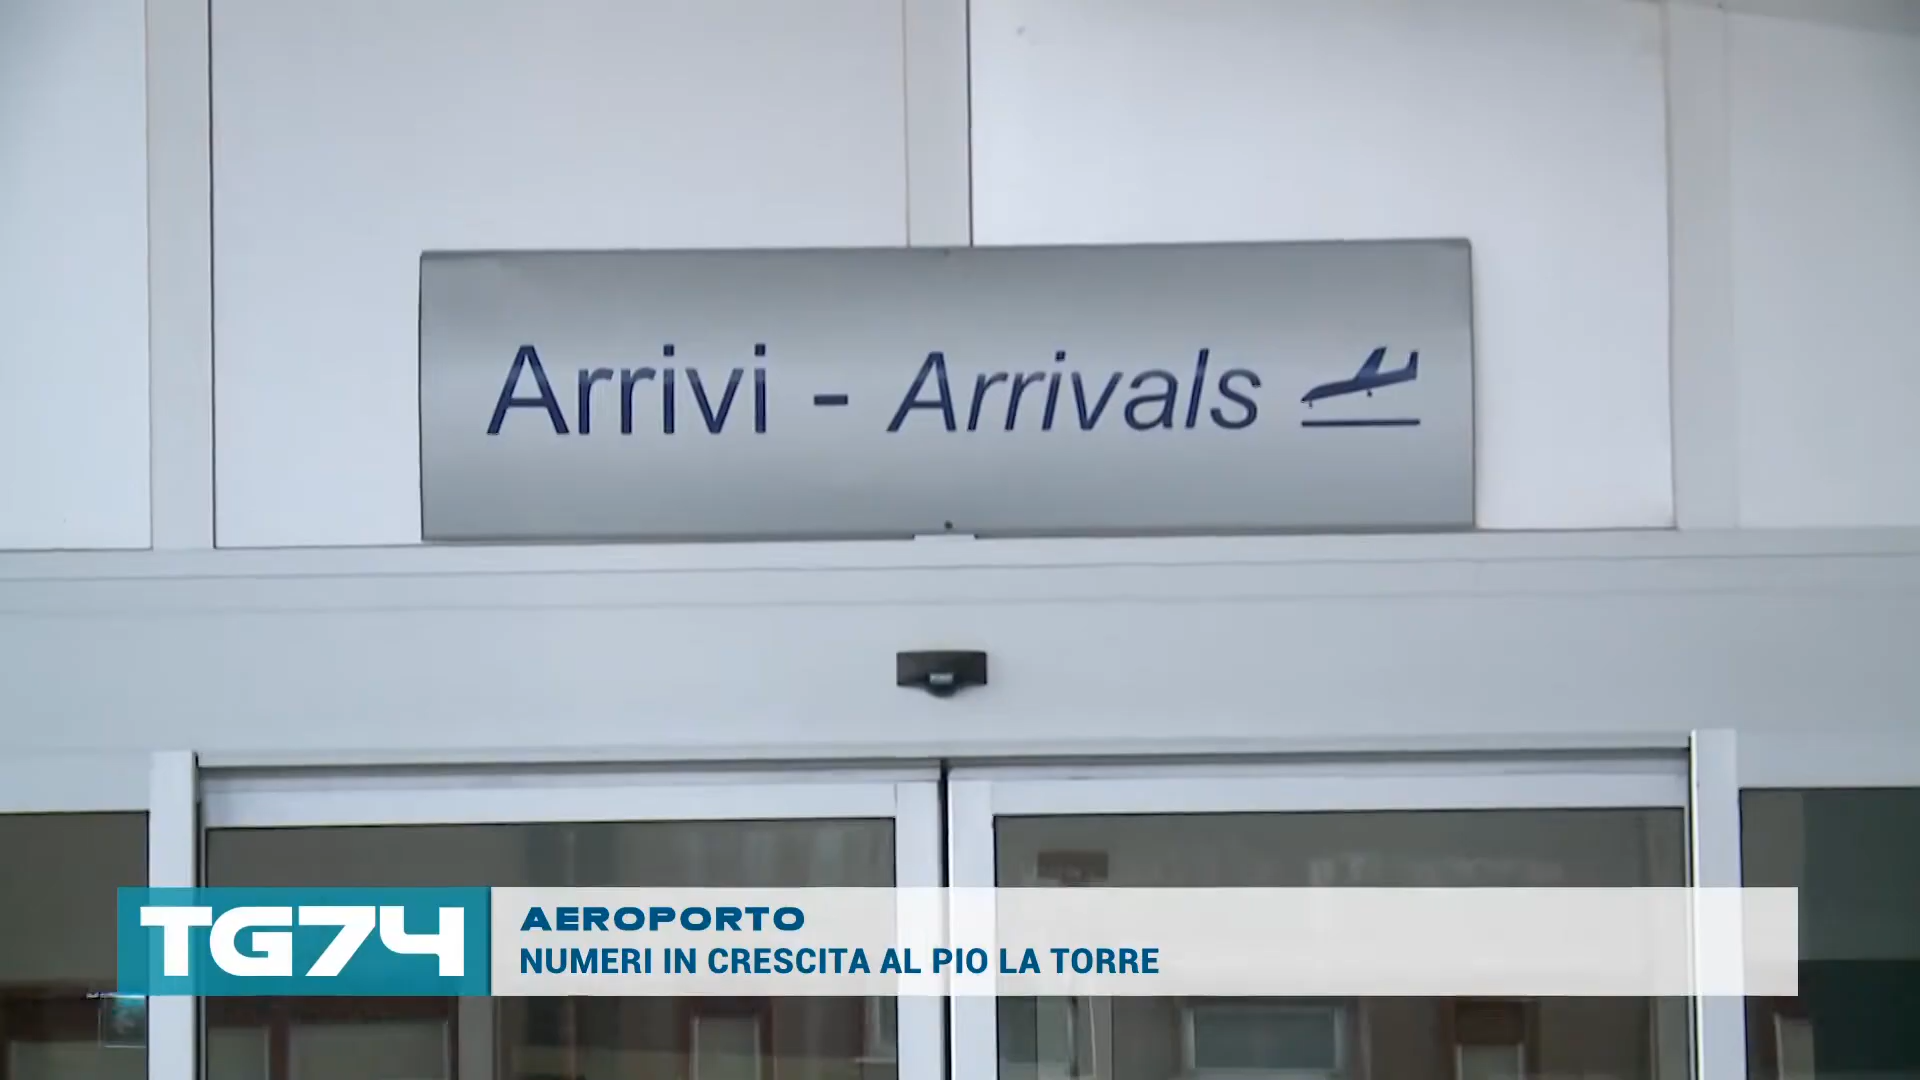 Arrivi - Arrivals
TG74
AEROPORTO
NUMERI IN CRESCITA AL PIO LA TORRE